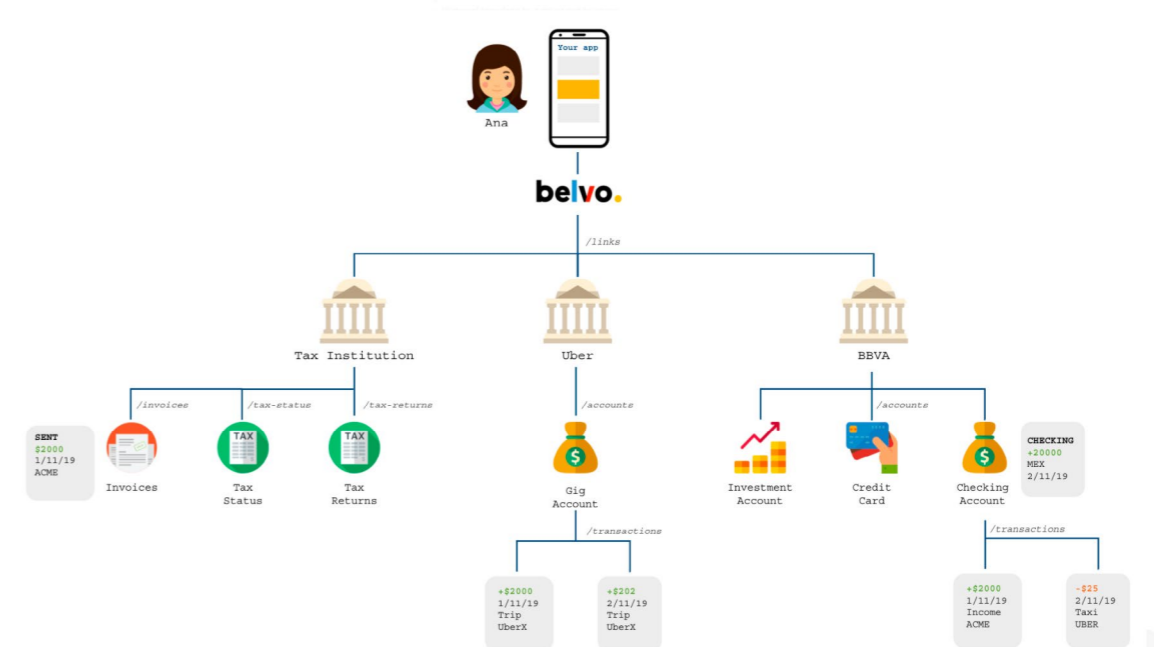 Your app
Ana
belvo.
/links
Tax Institution
Uber
BBVA
/invoices
/tax-status
/tax-returns
/accounts
/accounts
SENT
$2000
1/11/19
ACME
Invoices
TAX
Tax
Status
TAX
Tax
Returns
$
Gig
Account
Investment
Account
Credit
Card
$
Checking
Account
CHECKING
+20000
MEX
2/11/19
/transactions
/transactions
+$2000
1/11/19
Trip
UberX
+$202
2/11/19
Trip
UberX
+$2000
1/11/19
Income
ACME
-$25
2/11/19
Taxi
UBER